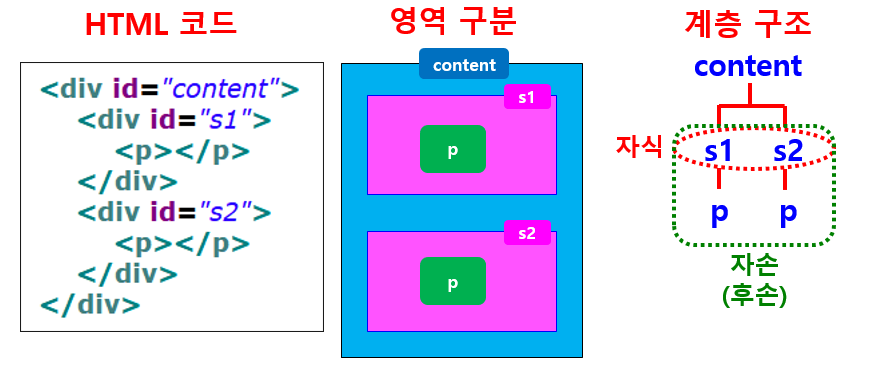 HTML 코드
<div id="content">
<div id="s1">
<p></p>
</div>
<div id="s2">
<p></p>
</div>
</div>
영역 구분
content
s1
p
s2
p
계층 구조
content
자식
s1 s2
p p
자손
(후손)